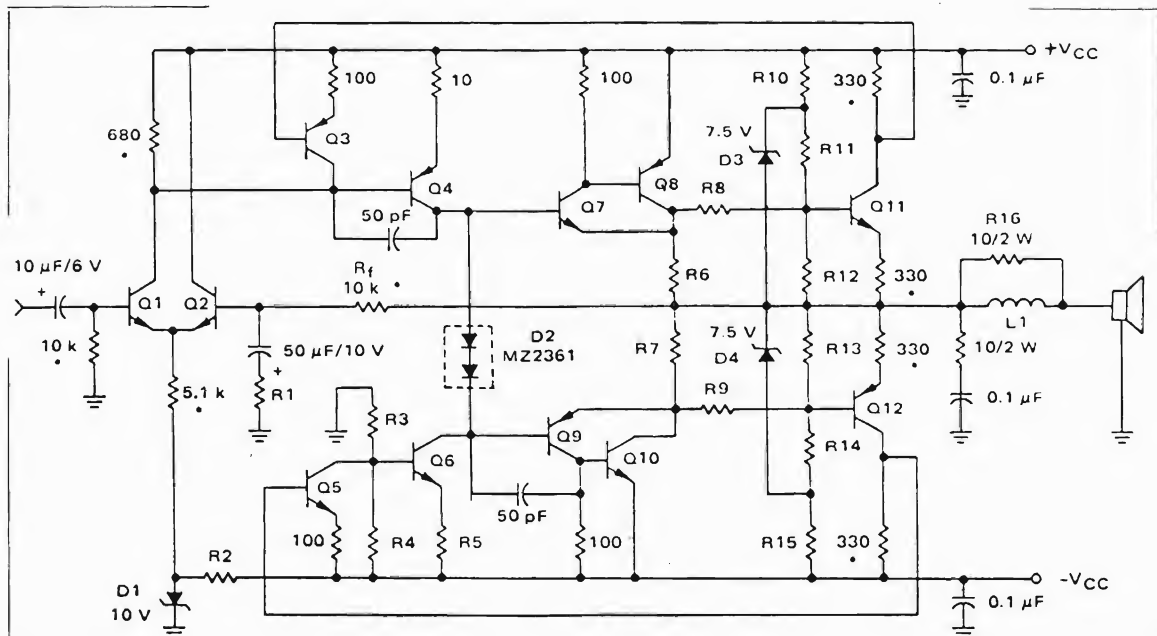 +VCC
100
10
100
R10
330
0.1 µF
Q3
7.5 V
D3
R11
680
Q4
Q8
Q7
R8
Q11
50 pF
R16
10/2 W
10 µF/6 V
Rf
10 k
R6
R12
330
Q1
Q2
L1
10 k
50 µF/10 V
D2
MZ2361
R7
7.5 V
D4
R13
330
10/2 W
5.1 k
R1
R3
R9
Q12
0.1 µF
Q6
Q9
Q10
R14
Q5
50 pF
100
R4
R5
100
R15
330
R2
-VCC
D1
10 V
0.1 µF